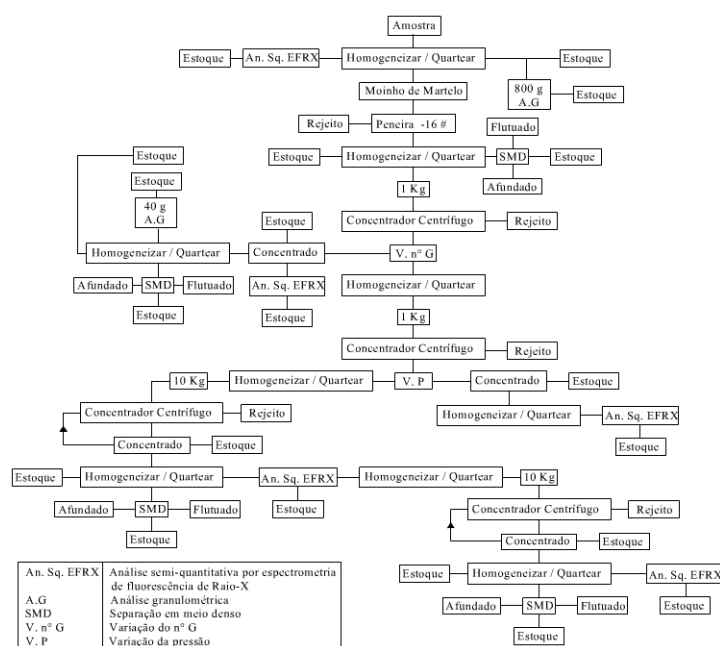 Amostra
Estoque An. Sq. EFRX Homogeneizar / Quartear Estoque
Moinho de Martelo 800 g
A.G Estoque
Rejeito Peneira -16 # Flutuado
Estoque Homogeneizar / Quartear SMD Estoque
Estoque
1 Kg Afundado
Estoque
40 g
A.G
Estoque Concentrador Centrífugo Rejeito
Homogeneizar / Quartear Concentrado V. n° G
Afundado SMD Flutuado An. Sq. EFRX Homogeneizar / Quartear
Estoque Estoque 1 Kg
Concentrador Centrífugo Rejeito
10 Kg Homogeneizar / Quartear V. P Concentrado Estoque
Concentrador Centrífugo Rejeito Homogeneizar / Quartear An. Sq. EFRX
Concentrado Estoque Estoque
Estoque Homogeneizar / Quartear An. Sq. EFRX Homogeneizar / Quartear 10 Kg
Afundado SMD Flutuado Estoque Concentrador Centrífugo Rejeito
Estoque Concentrado Estoque
Estoque Homogeneizar / Quartear An. Sq. EFRX
Afundado SMD Flutuado Estoque
Estoque
An. Sq. EFRX Análise semi-quantitativa por espectrometria
de fluorescência de Raio-X
A.G Análise granulométrica
SMD Separação em meio denso
V. n° G Variação do n° G
V. P Variação da pressão